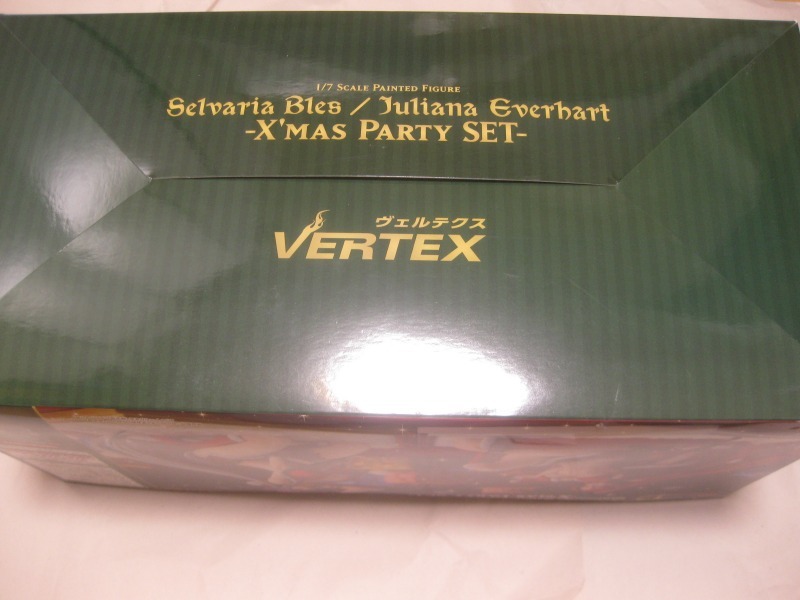 1/7 Scale Painted Figure
Selvaria Bles / Juliana Everhart
-X'mas Party SET-
ヴェルテクス
VERTEX